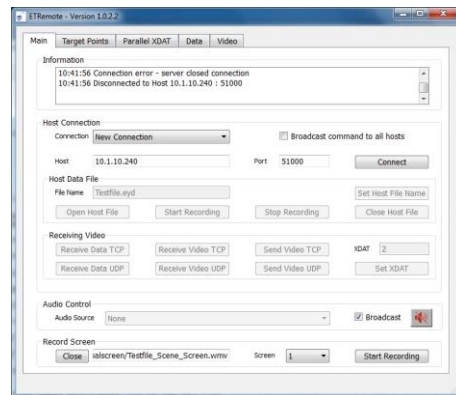 ETRemote - Version 1.0.2.2
Main Target Points Parallel XDAT Data Video
Information
10:41:56 Connection error - server closed connection
10:41:56 Disconnected to Host 10.1.10.240 : 51000
Host Connection
Connection New Connection Broadcast command to all hosts
Host 10.1.10.240 Port 51000 Connect
Host Data File
File Name Testfile.eyd Set Host File Name
Open Host File Start Recording Stop Recording Close Host File
Receiving Video
Receive Data TCP Receive Video TCP Send Video TCP XDAT 2
Receive Data UDP Receive Video UDP Send Video UDP Set XDAT
Audio Control
Audio Source None Broadcast
Record Screen
Close ialscreen/Testfile_Scene_Screen.wmv Screen 1 Start Recording